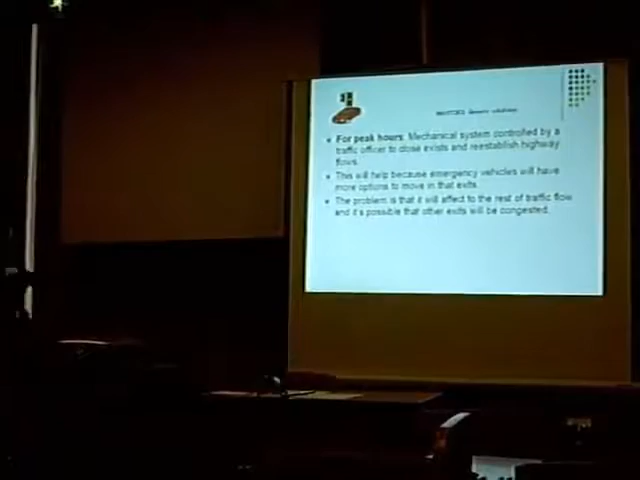 For peak hours: Mechanical system controlled by a
traffic officer to close exists and reestablish highway
flows.
This will help because emergency vehicles will have
more options to move in that exits.
The problem is that it will affect to the rest of traffic flow
and it's possible that other exits will be congested.